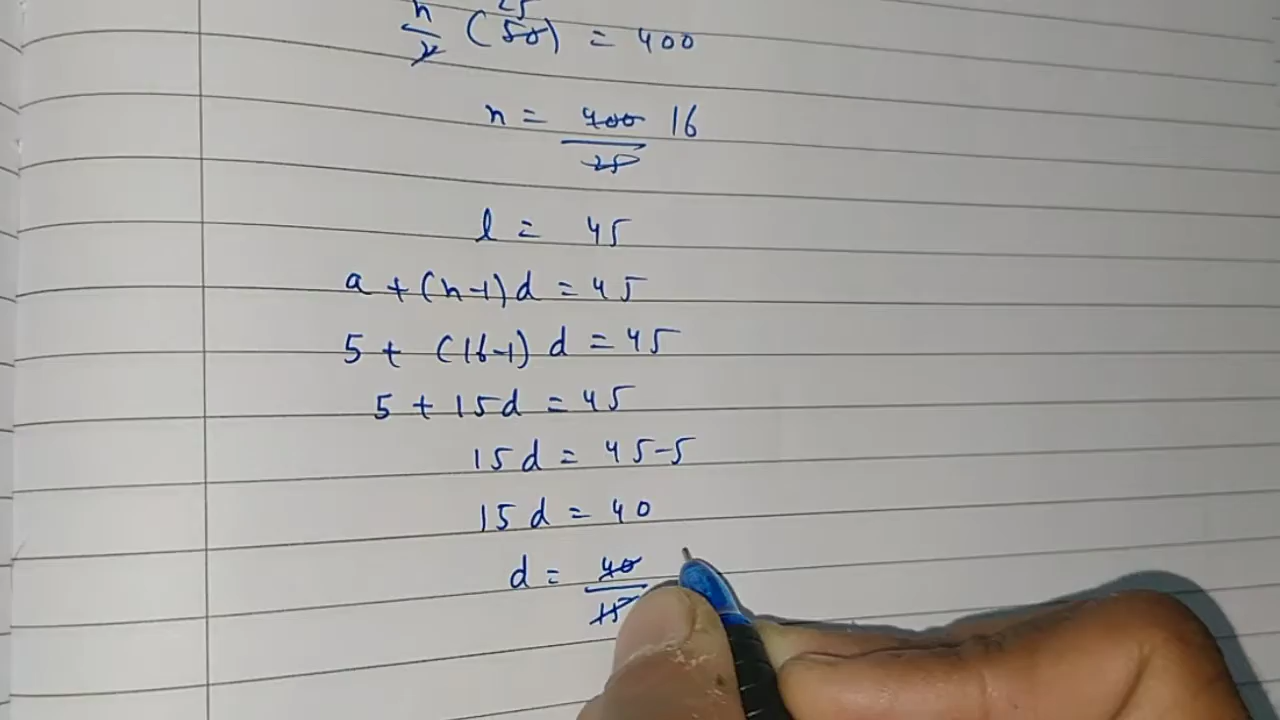 n/2 (50) = 400 25
n = 400/25 16
l = 45
a + (n-1)d = 45
5 + (16-1) d = 45
5 + 15d = 45
15d = 45-5
15d = 40
d = 40/15